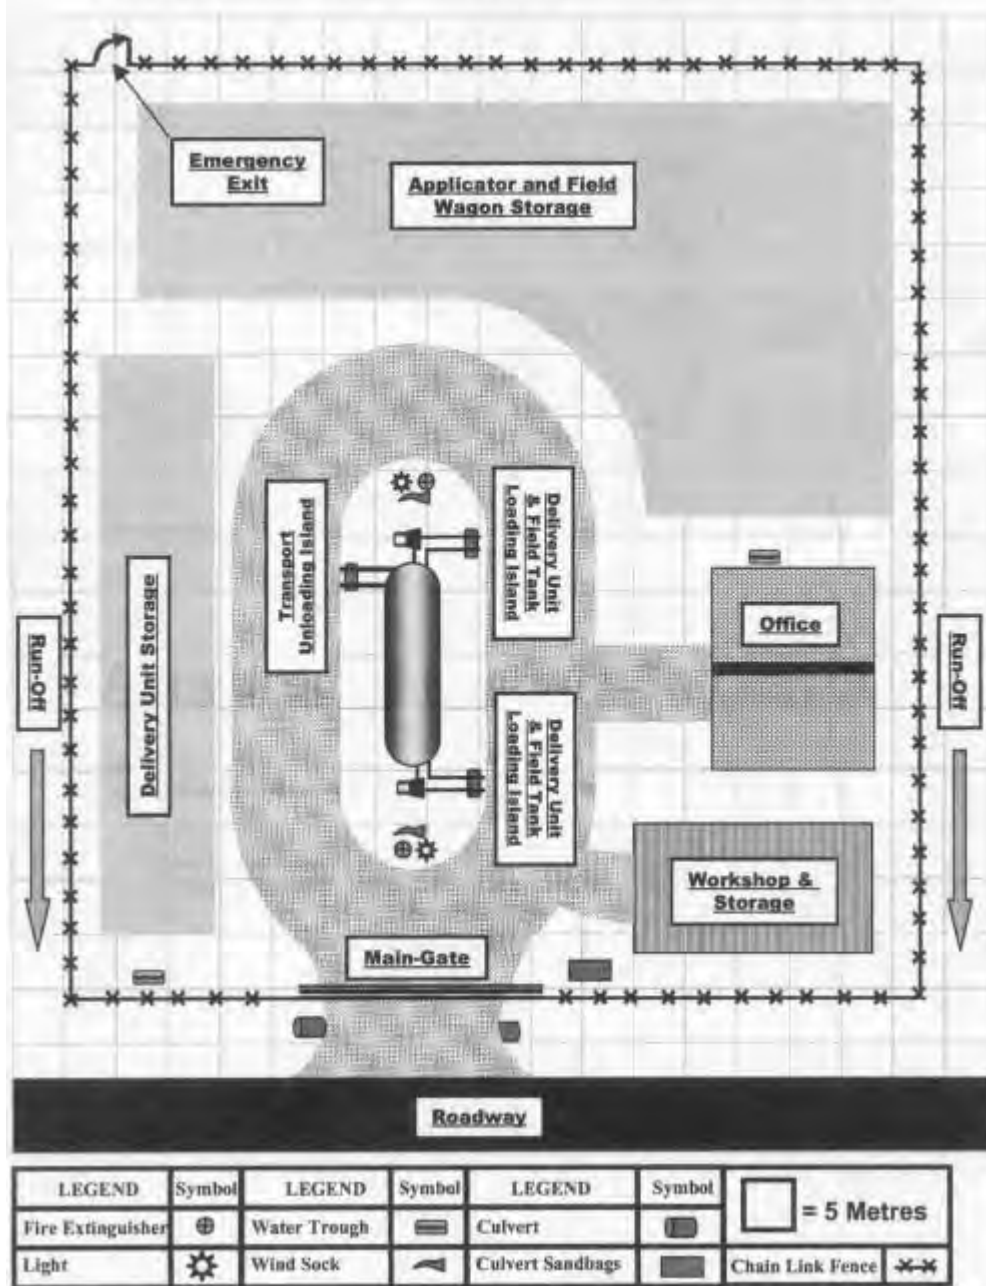 Emergency
Exit
Applicator and Field
Wagon Storage
Transport
Unloading Island
Delivery Unit
& Field Tank
Loading Island
Delivery Unit Storage
Run-Off
Office
Run-Off
Delivery Unit
& Field Tank
Loading Island
Workshop &
Storage
Main-Gate
Roadway
LEGEND Symbol LEGEND Symbol LEGEND Symbol
= 5 Metres
Fire Extinguisher Water Trough Culvert
Light Wind Sock Culvert Sandbags Chain Link Fence